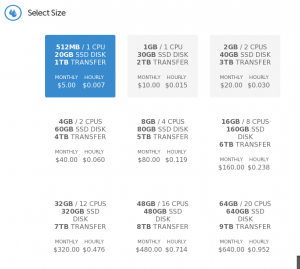 Select Size
512MB / 1 CPU
20GB SSD DISK
1TB TRANSFER
MONTHLY HOURLY
$5.00 $0.007
1GB / 1 CPU
30GB SSD DISK
2TB TRANSFER
MONTHLY HOURLY
$10.00 $0.015
2GB / 2 CPUS
40GB SSD DISK
3TB TRANSFER
MONTHLY HOURLY
$20.00 $0.030
4GB / 2 CPUS
60GB SSD DISK
4TB TRANSFER
MONTHLY HOURLY
$40.00 $0.060
8GB / 4 CPUS
80GB SSD DISK
5TB TRANSFER
MONTHLY HOURLY
$80.00 $0.119
16GB / 8 CPUS
160GB SSD
DISK
6TB TRANSFER
MONTHLY HOURLY
$160.00 $0.238
32GB / 12 CPUS
320GB SSD
DISK
7TB TRANSFER
MONTHLY HOURLY
$320.00 $0.476
48GB / 16 CPUS
480GB SSD
DISK
8TB TRANSFER
MONTHLY HOURLY
$480.00 $0.714
64GB / 20 CPUS
640GB SSD
DISK
9TB TRANSFER
MONTHLY HOURLY
$640.00 $0.952